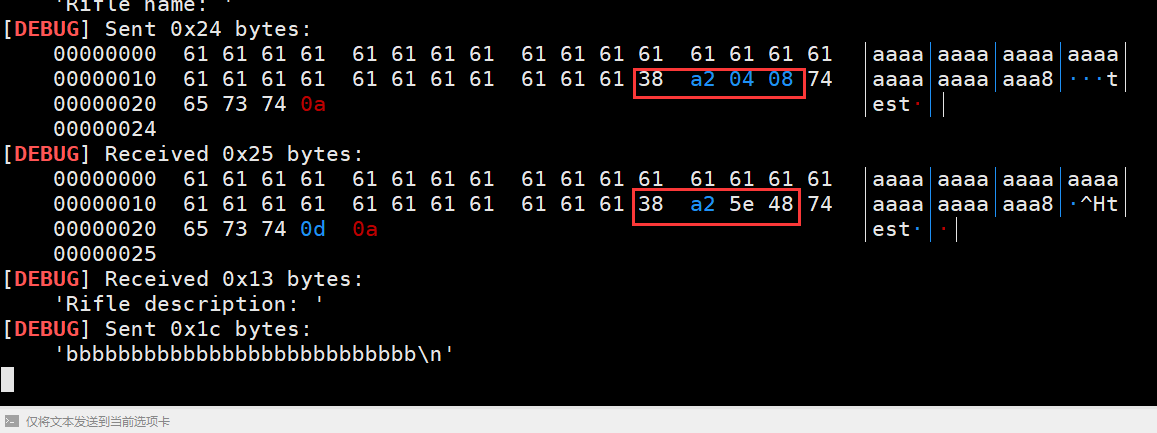 'Rifle name: '
[DEBUG] Sent 0x24 bytes:
00000000  61 61 61 61  61 61 61 61  61 61 61 61  61 61 61 61  │aaaa│aaaa│aaaa│aaaa│
00000010  61 61 61 61  61 61 61 61  61 61 61 38  a2 04 08 74  │aaaa│aaaa│aaa8│···t│
00000020  65 73 74 0a  │est·│
00000024
[DEBUG] Received 0x25 bytes:
00000000  61 61 61 61  61 61 61 61  61 61 61 61  61 61 61 61  │aaaa│aaaa│aaaa│aaaa│
00000010  61 61 61 61  61 61 61 61  61 61 61 38  a2 5e 48 74  │aaaa│aaaa│aaa8│·^Ht│
00000020  65 73 74 0d  0a  │est·│·│
00000025
[DEBUG] Received 0x13 bytes:
'Rifle description: '
[DEBUG] Sent 0x1c bytes:
'bbbbbbbbbbbbbbbbbbbbbbbbbbb\n'
仅将文本发送到当前选项卡